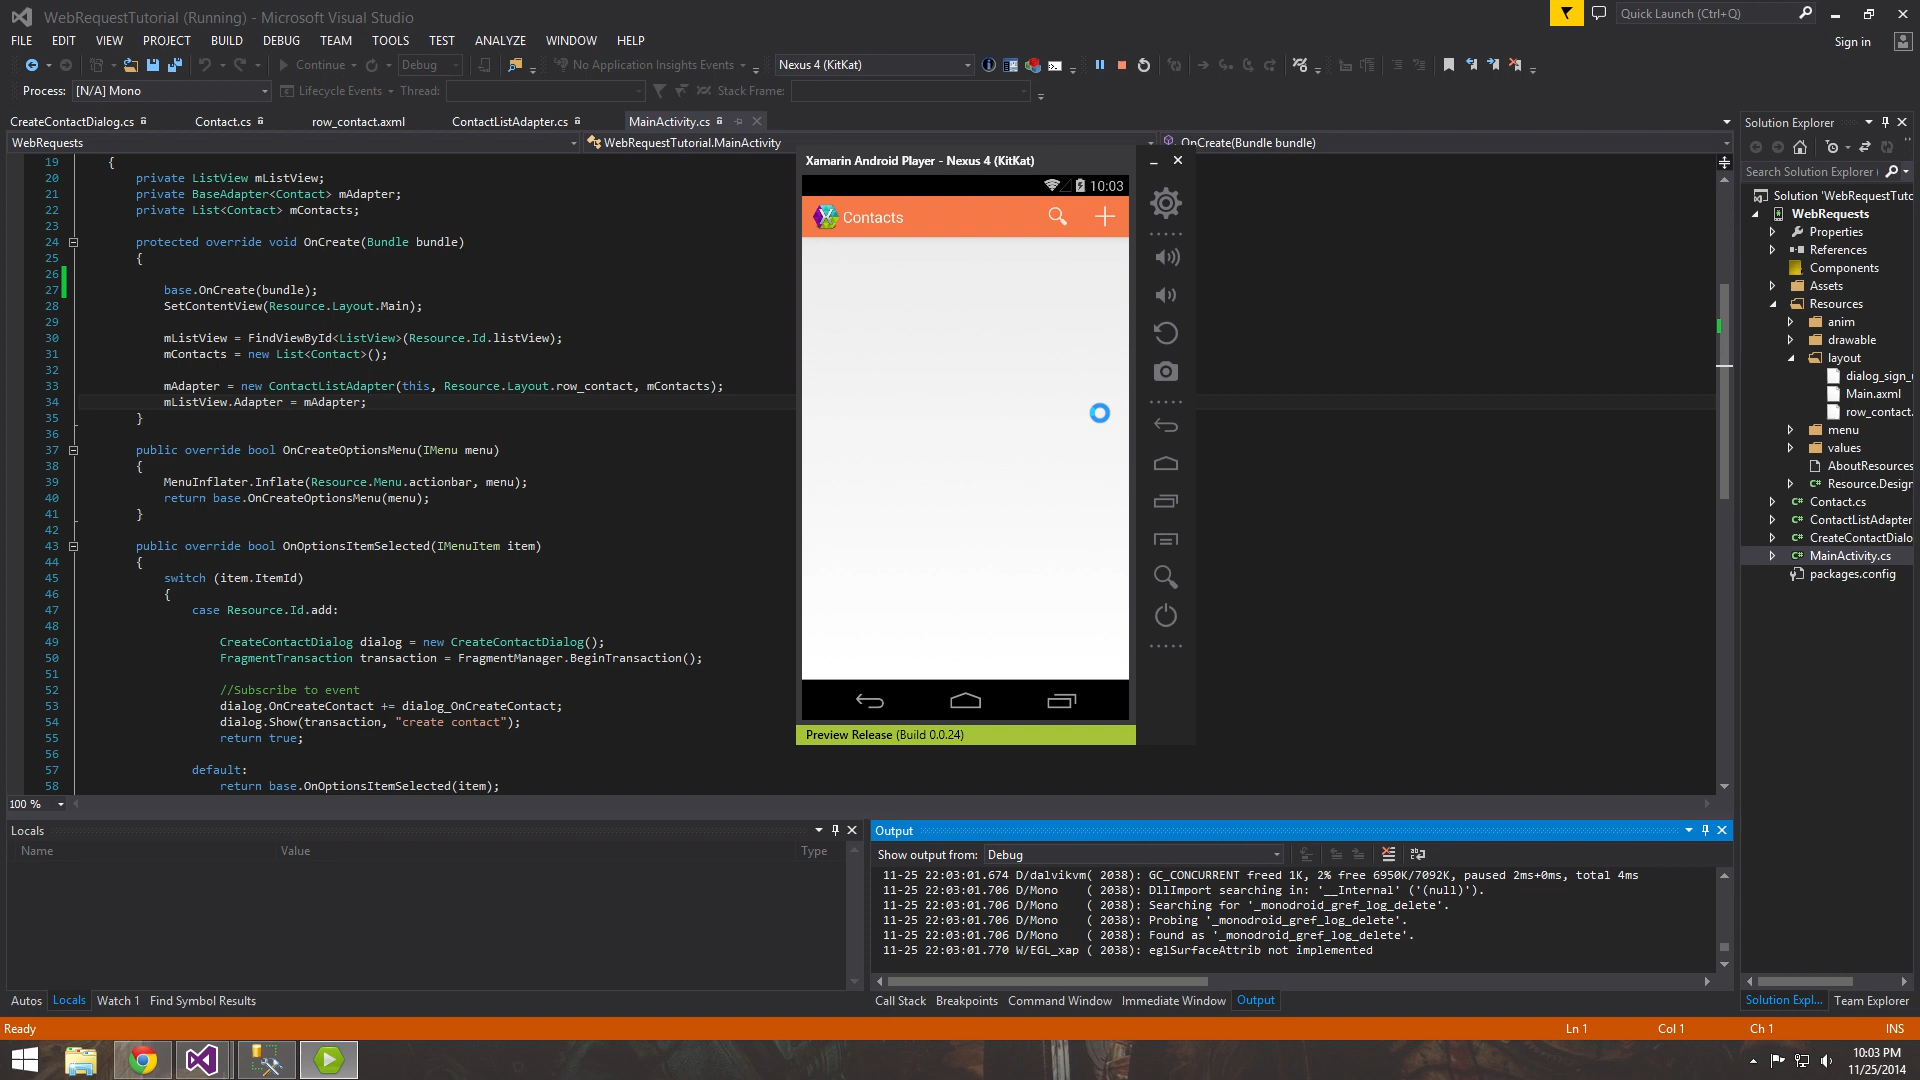 WebRequestTutorial (Running) - Microsoft Visual Studio
Quick Launch (Ctrl+Q)
FILE EDIT VIEW PROJECT BUILD DEBUG TEAM TOOLS TEST ANALYZE WINDOW HELP
Sign in
Continue Debug No Application Insights Events Nexus 4 (KitKat)
Process: [N/A] Mono Lifecycle Events Thread: Stack Frame:
CreateContactDialog.cs Contact.cs row_contact.axml ContactListAdapter.cs MainActivity.cs
WebRequests WebRequestTutorial.MainActivity OnCreate(Bundle bundle)
19 {
20 private ListView mListView;
21 private BaseAdapter<Contact> mAdapter;
22 private List<Contact> mContacts;
23
24 protected override void OnCreate(Bundle bundle)
25 {
26
27 base.OnCreate(bundle);
28 SetContentView(Resource.Layout.Main);
29
30 mListView = FindViewById<ListView>(Resource.Id.listView);
31 mContacts = new List<Contact>();
32
33 mAdapter = new ContactListAdapter(this, Resource.Layout.row_contact, mContacts);
34 mListView.Adapter = mAdapter;
35 }
36
37 public override bool OnCreateOptionsMenu(IMenu menu)
38 {
39 MenuInflater.Inflate(Resource.Menu.actionbar, menu);
40 return base.OnCreateOptionsMenu(menu);
41 }
42
43 public override bool OnOptionsItemSelected(IMenuItem item)
44 {
45 switch (item.ItemId)
46 {
47 case Resource.Id.add:
48
49 CreateContactDialog dialog = new CreateContactDialog();
50 FragmentTransaction transaction = FragmentManager.BeginTransaction();
51
52 //Subscribe to event
53 dialog.OnCreateContact += dialog_OnCreateContact;
54 dialog.Show(transaction, "create contact");
55 return true;
56
57 default:
58 return base.OnOptionsItemSelected(item);
100 %
Xamarin Android Player - Nexus 4 (KitKat)
10:03
Contacts
Preview Release (Build 0.0.24)
Solution Explorer
Search Solution Explorer
Solution 'WebRequestTuto
WebRequests
Properties
References
Components
Assets
Resources
anim
drawable
layout
dialog_sign_
Main.axml
row_contact.
menu
values
AboutResources
Resource.Design
Contact.cs
ContactListAdapter
CreateContactDialo
MainActivity.cs
packages.config
Solution Expl... Team Explorer
Locals
Name Value Type
Autos Locals Watch 1 Find Symbol Results
Output
Show output from: Debug
11-25 22:03:01.674 D/dalvikvm( 2038): GC_CONCURRENT freed 1K, 2% free 6950K/7092K, paused 2ms+0ms, total 4ms
11-25 22:03:01.706 D/Mono ( 2038): DllImport searching in: '__Internal' ('(null)').
11-25 22:03:01.706 D/Mono ( 2038): Searching for '_monodroid_gref_log_delete'.
11-25 22:03:01.706 D/Mono ( 2038): Probing '_monodroid_gref_log_delete'.
11-25 22:03:01.706 D/Mono ( 2038): Found as '_monodroid_gref_log_delete'.
11-25 22:03:01.770 W/EGL_xap ( 2038): eglSurfaceAttrib not implemented
Call Stack Breakpoints Command Window Immediate Window Output
Ready Ln 1 Col 1 Ch 1 INS
10:03 PM
11/25/2014